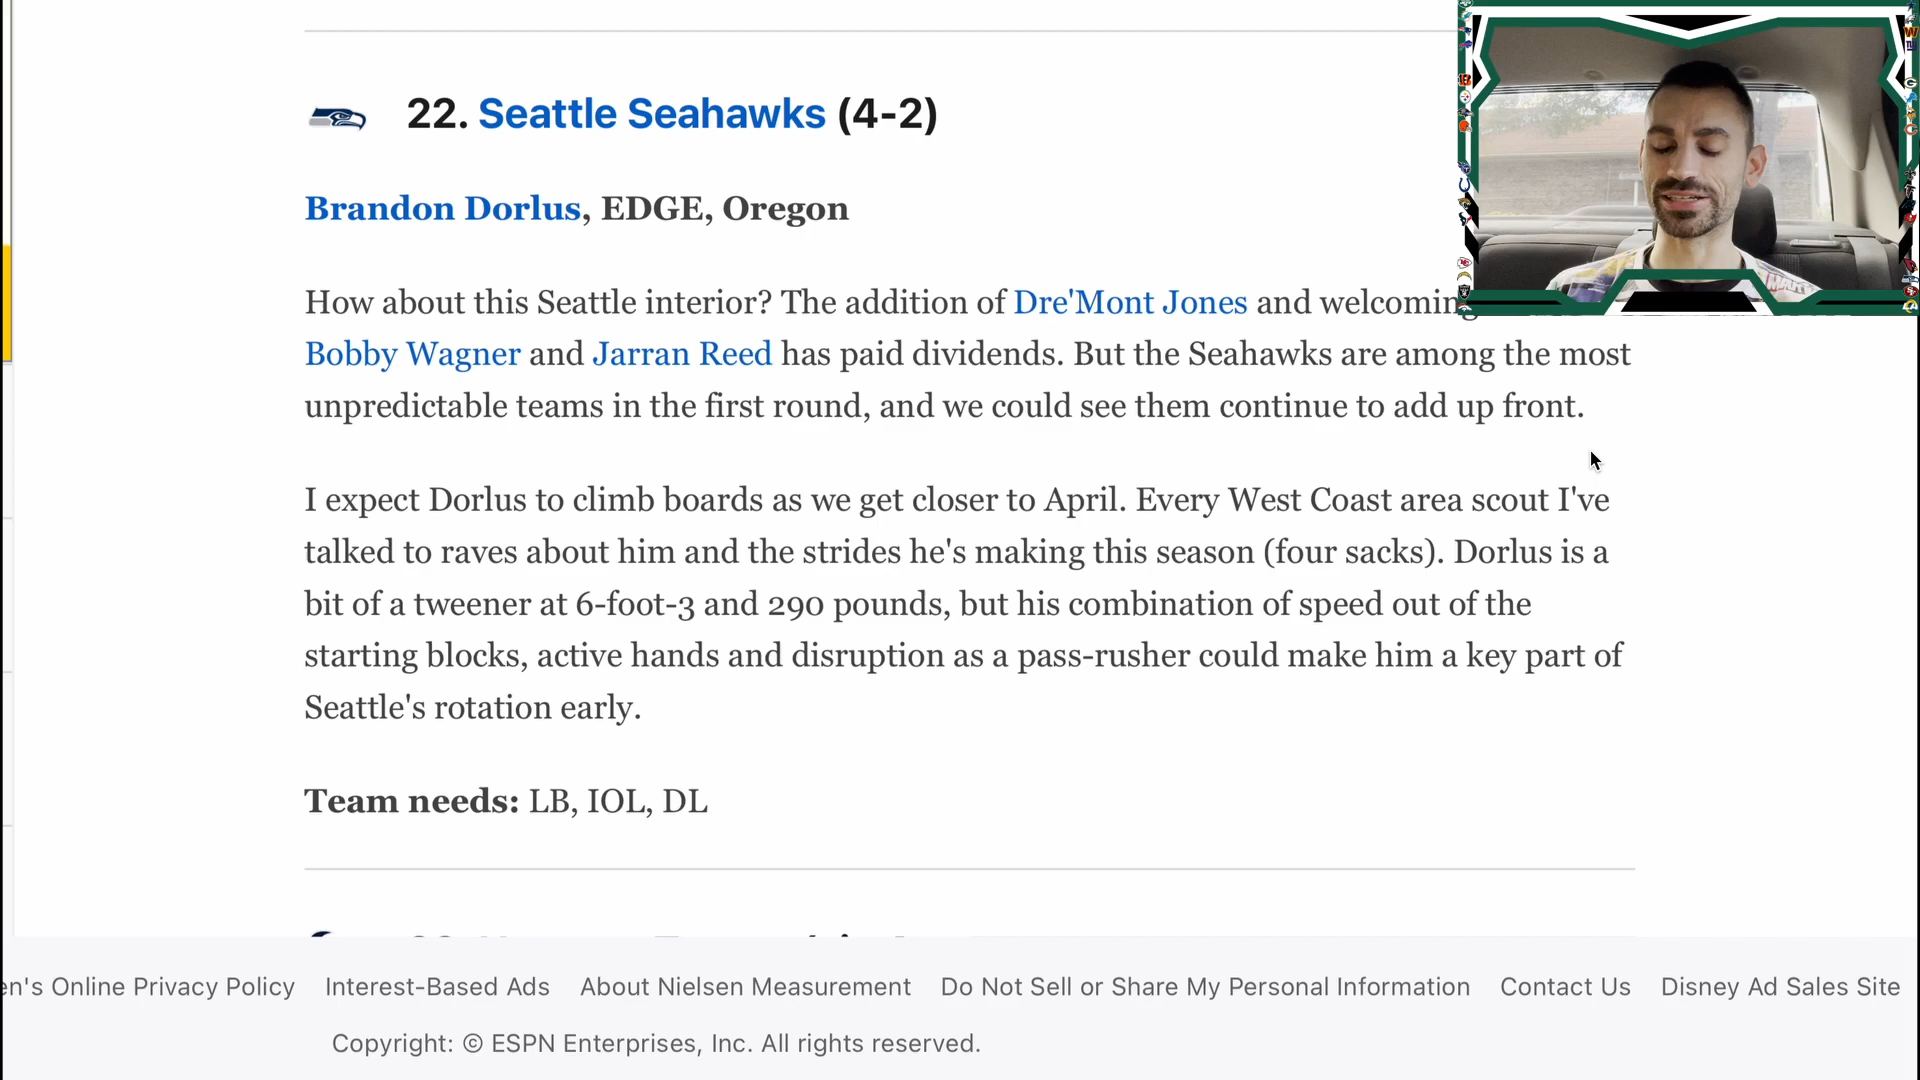 22. Seattle Seahawks (4-2)
Brandon Dorlus, EDGE, Oregon
How about this Seattle interior? The addition of Dre'Mont Jones and welcoming
Bobby Wagner and Jarran Reed has paid dividends. But the Seahawks are among the most
unpredictable teams in the first round, and we could see them continue to add up front.
I expect Dorlus to climb boards as we get closer to April. Every West Coast area scout I've
talked to raves about him and the strides he's making this season (four sacks). Dorlus is a
bit of a tweener at 6-foot-3 and 290 pounds, but his combination of speed out of the
starting blocks, active hands and disruption as a pass-rusher could make him a key part of
Seattle's rotation early.
Team needs: LB, IOL, DL
en's Online Privacy Policy Interest-Based Ads About Nielsen Measurement Do Not Sell or Share My Personal Information Contact Us Disney Ad Sales Site
Copyright: © ESPN Enterprises, Inc. All rights reserved.